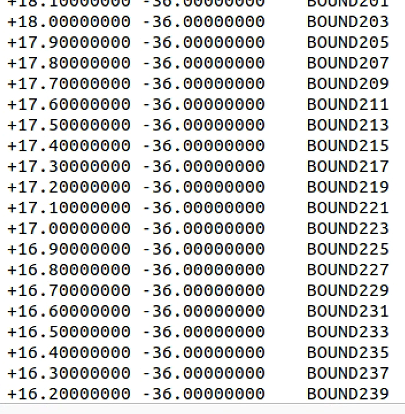 +18.10000000 -36.00000000    BOUND201
+18.00000000 -36.00000000    BOUND203
+17.90000000 -36.00000000    BOUND205
+17.80000000 -36.00000000    BOUND207
+17.70000000 -36.00000000    BOUND209
+17.60000000 -36.00000000    BOUND211
+17.50000000 -36.00000000    BOUND213
+17.40000000 -36.00000000    BOUND215
+17.30000000 -36.00000000    BOUND217
+17.20000000 -36.00000000    BOUND219
+17.10000000 -36.00000000    BOUND221
+17.00000000 -36.00000000    BOUND223
+16.90000000 -36.00000000    BOUND225
+16.80000000 -36.00000000    BOUND227
+16.70000000 -36.00000000    BOUND229
+16.60000000 -36.00000000    BOUND231
+16.50000000 -36.00000000    BOUND233
+16.40000000 -36.00000000    BOUND235
+16.30000000 -36.00000000    BOUND237
+16.20000000 -36.00000000    BOUND239